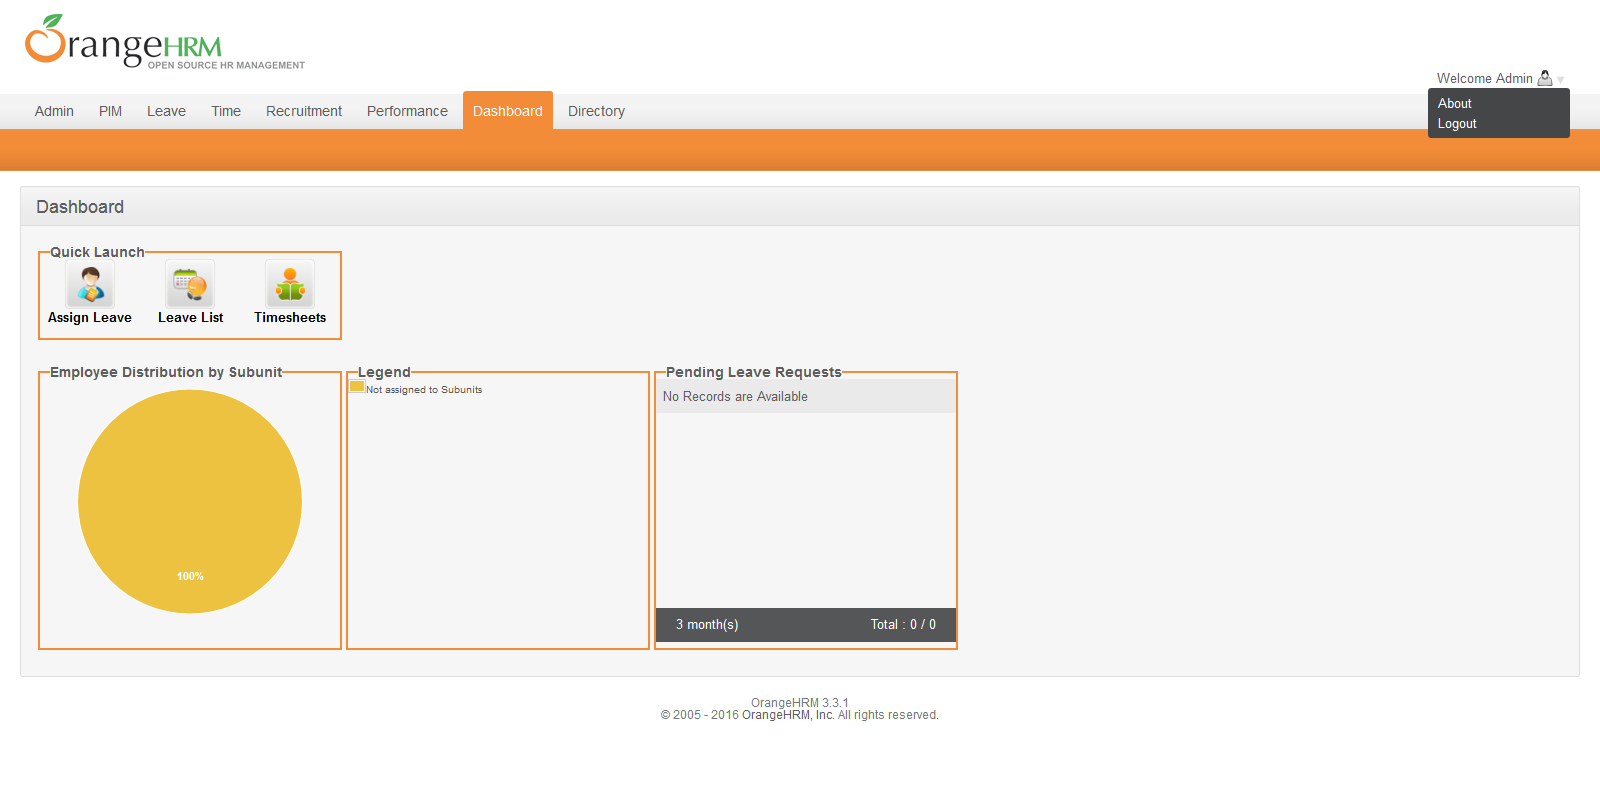 OrangeHRM
OPEN SOURCE HR MANAGEMENT
Welcome Admin
Admin PIM Leave Time Recruitment Performance Dashboard Directory
About
Logout
Dashboard
Quick Launch
Assign Leave Leave List Timesheets
Employee Distribution by Subunit
100%
Legend
Not assigned to Subunits
Pending Leave Requests
No Records are Available
3 month(s) Total : 0 / 0
OrangeHRM 3.3.1
© 2005 - 2016 OrangeHRM, Inc. All rights reserved.